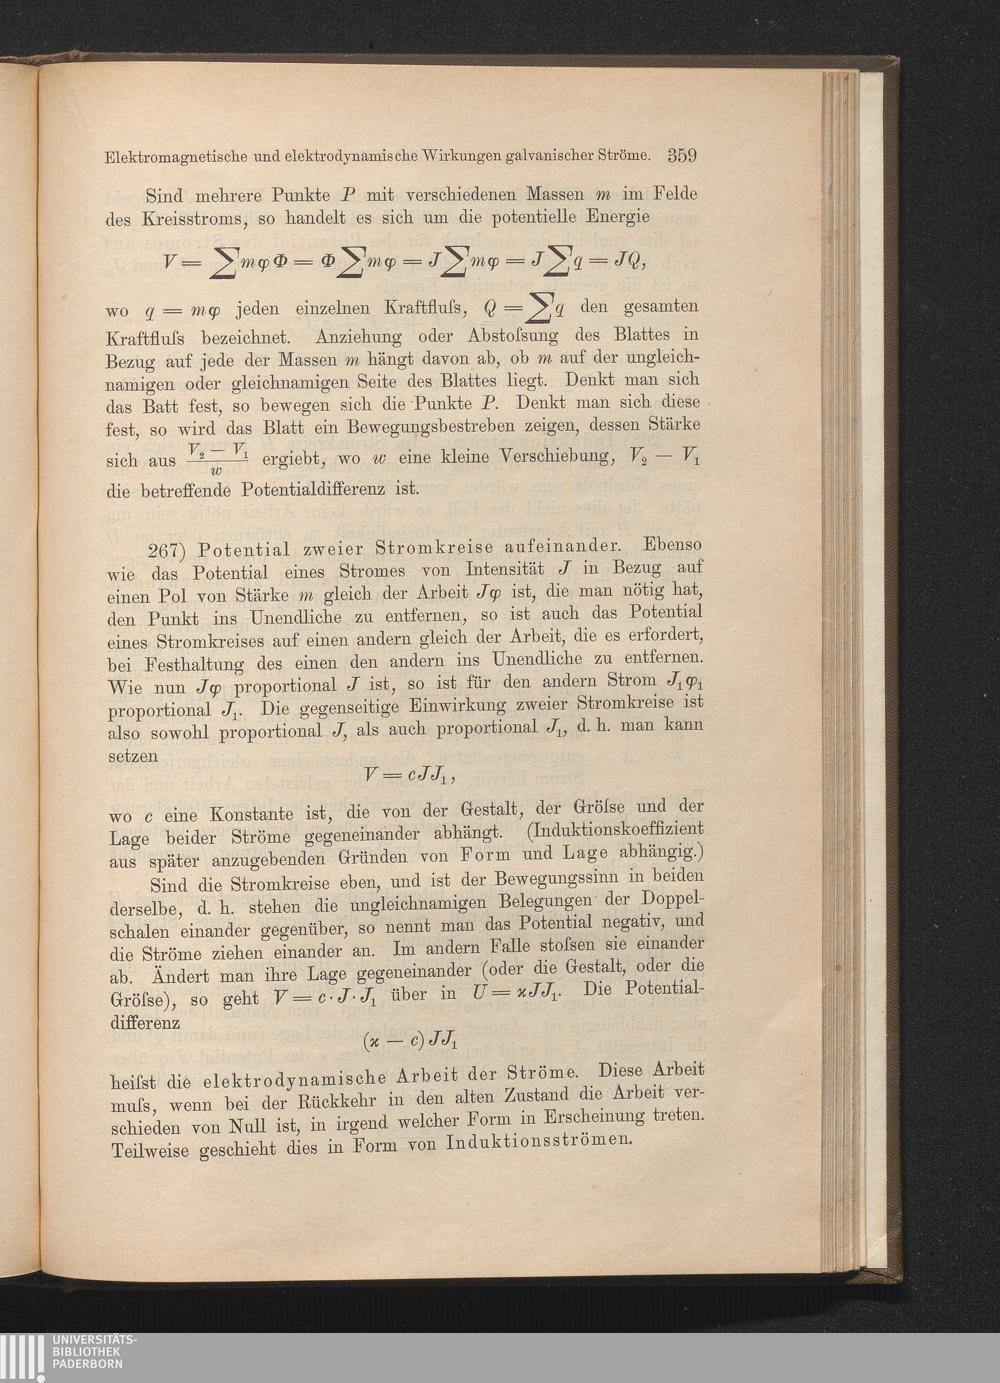 Elektromagnetische und elektrodynamische Wirkungen galvanischer Ströme. 359
Sind mehrere Punkte P mit verschiedenen Massen m im Felde
des Kreisstroms, so handelt es sich um die potentielle Energie
V = ∑mφΦ = Φ∑mφ = J∑mφ = J∑q = JQ,
wo q = mφ jeden einzelnen Kraftfluſs, Q = ∑q den gesamten
Kraftfluſs bezeichnet. Anziehung oder Abstoſsung des Blattes in
Bezug auf jede der Massen m hängt davon ab, ob m auf der ungleich-
namigen oder gleichnamigen Seite des Blattes liegt. Denkt man sich
das Batt fest, so bewegen sich die Punkte P. Denkt man sich diese
fest, so wird das Blatt ein Bewegungsbestreben zeigen, dessen Stärke
sich aus (V₂ — V₁)/w ergiebt, wo w eine kleine Verschiebung, V₂ — V₁
die betreffende Potentialdifferenz ist.
267) Potential zweier Stromkreise aufeinander. Ebenso
wie das Potential eines Stromes von Intensität J in Bezug auf
einen Pol von Stärke m gleich der Arbeit Jφ ist, die man nötig hat,
den Punkt ins Unendliche zu entfernen, so ist auch das Potential
eines Stromkreises auf einen andern gleich der Arbeit, die es erfordert,
bei Festhaltung des einen den andern ins Unendliche zu entfernen.
Wie nun Jφ proportional J ist, so ist für den andern Strom J₁φ₁
proportional J₁. Die gegenseitige Einwirkung zweier Stromkreise ist
also sowohl proportional J, als auch proportional J₁, d. h. man kann
setzen
V = cJJ₁,
wo c eine Konstante ist, die von der Gestalt, der Gröſse und der
Lage beider Ströme gegeneinander abhängt. (Induktionskoeffizient
aus später anzugebenden Gründen von Form und Lage abhängig.)
Sind die Stromkreise eben, und ist der Bewegungssinn in beiden
derselbe, d. h. stehen die ungleichnamigen Belegungen der Doppel-
schalen einander gegenüber, so nennt man das Potential negativ, und
die Ströme ziehen einander an. Im andern Falle stoſsen sie einander
ab. Ändert man ihre Lage gegeneinander (oder die Gestalt, oder die
Gröſse), so geht V = c · J · J₁ über in U = ϰJJ₁. Die Potential-
differenz
(ϰ — c) JJ₁
heiſst die elektrodynamische Arbeit der Ströme. Diese Arbeit
muſs, wenn bei der Rückkehr in den alten Zustand die Arbeit ver-
schieden von Null ist, in irgend welcher Form in Erscheinung treten.
Teilweise geschieht dies in Form von Induktionsströmen.
UNIVERSITÄTS-
BIBLIOTHEK
PADERBORN